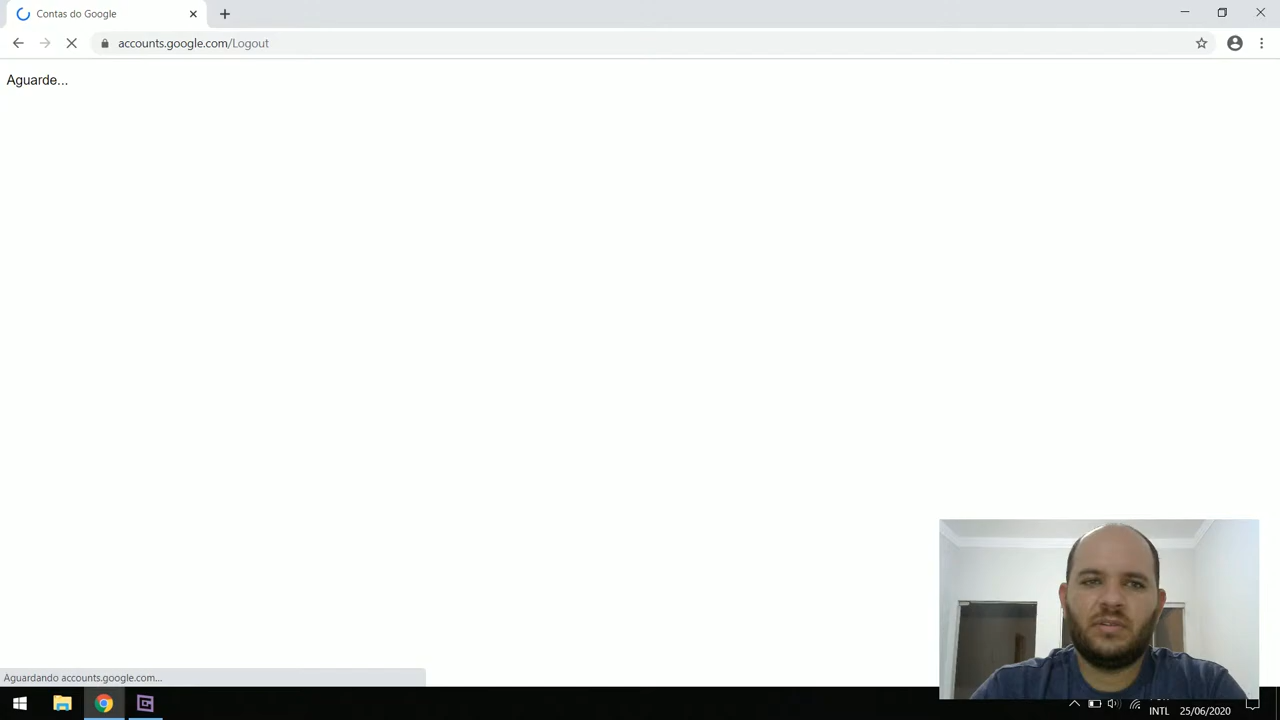 Contas do Google
accounts.google.com/Logout
Aguarde...
Aguardando accounts.google.com...
INTL 25/06/2020